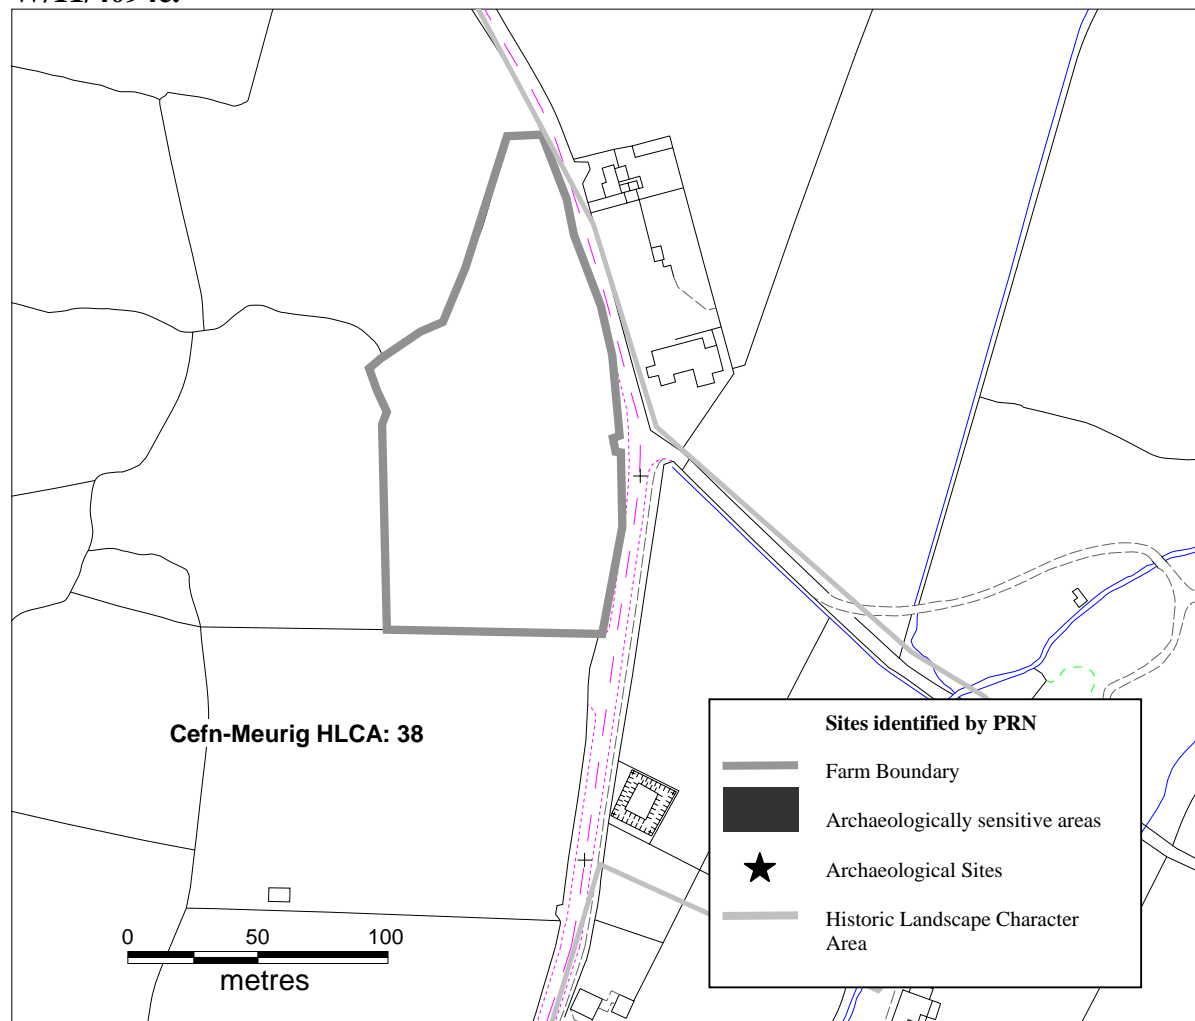 Cefn-Meurig HLCA: 38
0 50 100
metres
Sites identified by PRN
Farm Boundary
Archaeologically sensitive areas
Archaeological Sites
Historic Landscape Character
Area